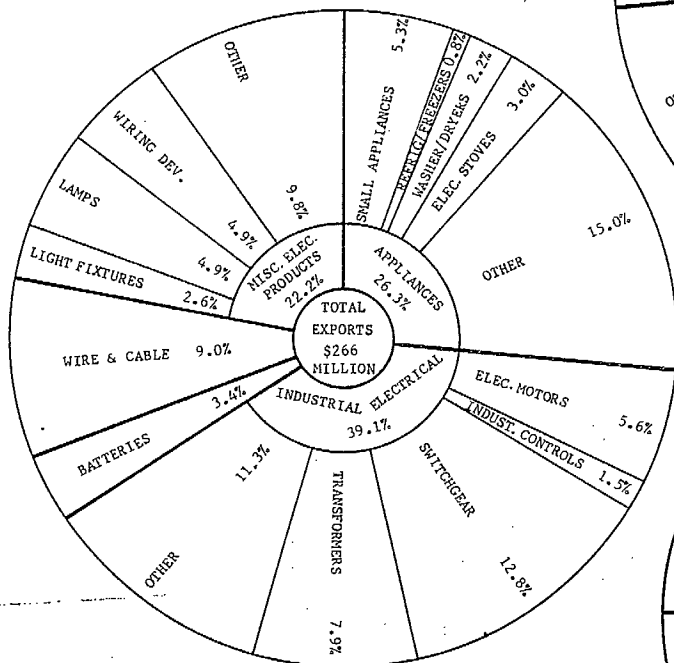 TOTAL
EXPORTS
$266
MILLION
APPLIANCES
26.3%
SMALL APPLIANCES 5.3%
REFRIG/FREEZERS 0.8%
WASHER/DRYERS 2.2%
ELEC. STOVES 3.0%
OTHER 15.0%
INDUSTRIAL ELECTRICAL
39.1%
ELEC. MOTORS 5.6%
INDUST. CONTROLS 1.5%
SWITCHGEAR 12.8%
TRANSFORMERS 7.9%
OTHER 11.3%
BATTERIES 3.4%
WIRE & CABLE 9.0%
MISC. ELEC.
PRODUCTS
22.2%
LIGHT FIXTURES 2.6%
LAMPS 4.9%
WIRING DEV. 4.9%
OTHER 9.8%